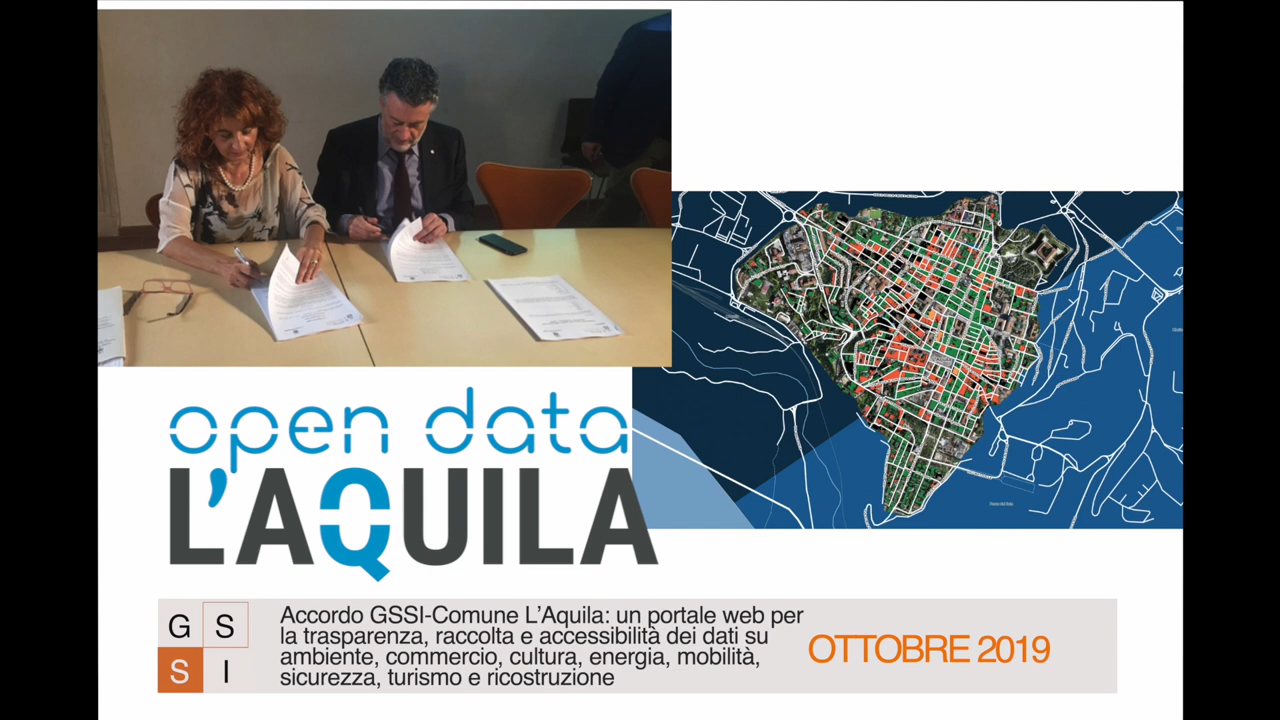 open data
L'AQUILA
G S
S I
Accordo GSSI-Comune L'Aquila: un portale web per
la trasparenza, raccolta e accessibilità dei dati su
ambiente, commercio, cultura, energia, mobilità,
sicurezza, turismo e ricostruzione
OTTOBRE 2019